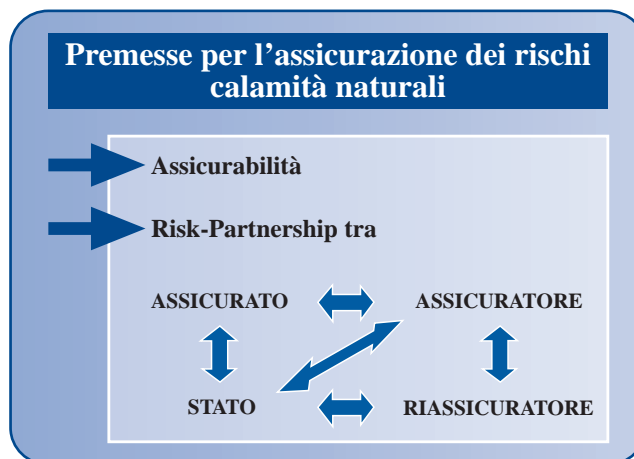 Premesse per l'assicurazione dei rischi
calamità naturali
Assicurabilità
Risk-Partnership tra
ASSICURATO ASSICURATORE
STATO RIASSICURATORE